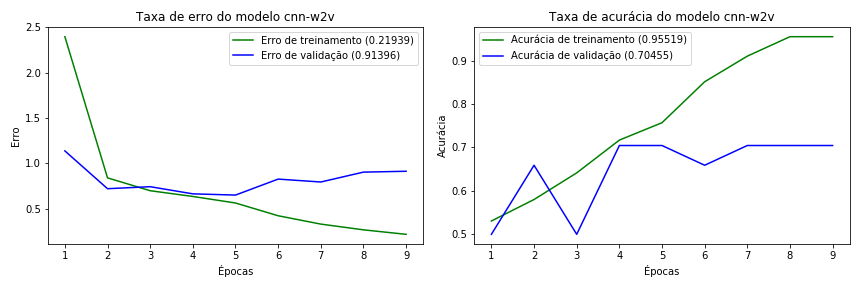 Taxa de erro do modelo cnn-w2v
2.5
2.0
1.5
1.0
0.5
Erro
Erro de treinamento (0.21939)
Erro de validação (0.91396)
1 2 3 4 5 6 7 8 9
Épocas
Taxa de acurácia do modelo cnn-w2v
0.9
0.8
0.7
0.6
0.5
Acurácia
Acurácia de treinamento (0.95519)
Acurácia de validação (0.70455)
1 2 3 4 5 6 7 8 9
Épocas